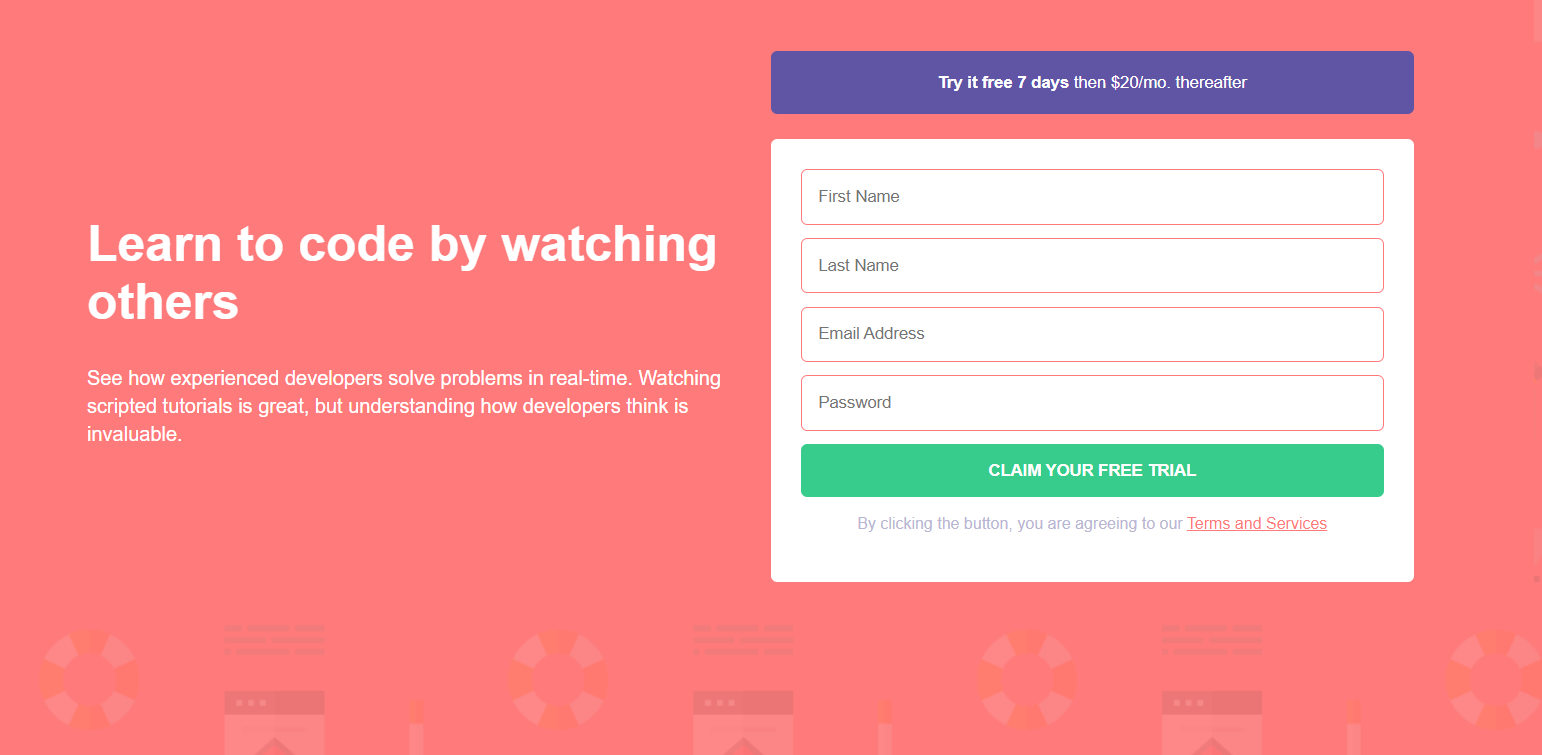 Try it free 7 days then $20/mo. thereafter
Learn to code by watching
others
See how experienced developers solve problems in real-time. Watching
scripted tutorials is great, but understanding how developers think is
invaluable.
First Name
Last Name
Email Address
Password
CLAIM YOUR FREE TRIAL
By clicking the button, you are agreeing to our Terms and Services